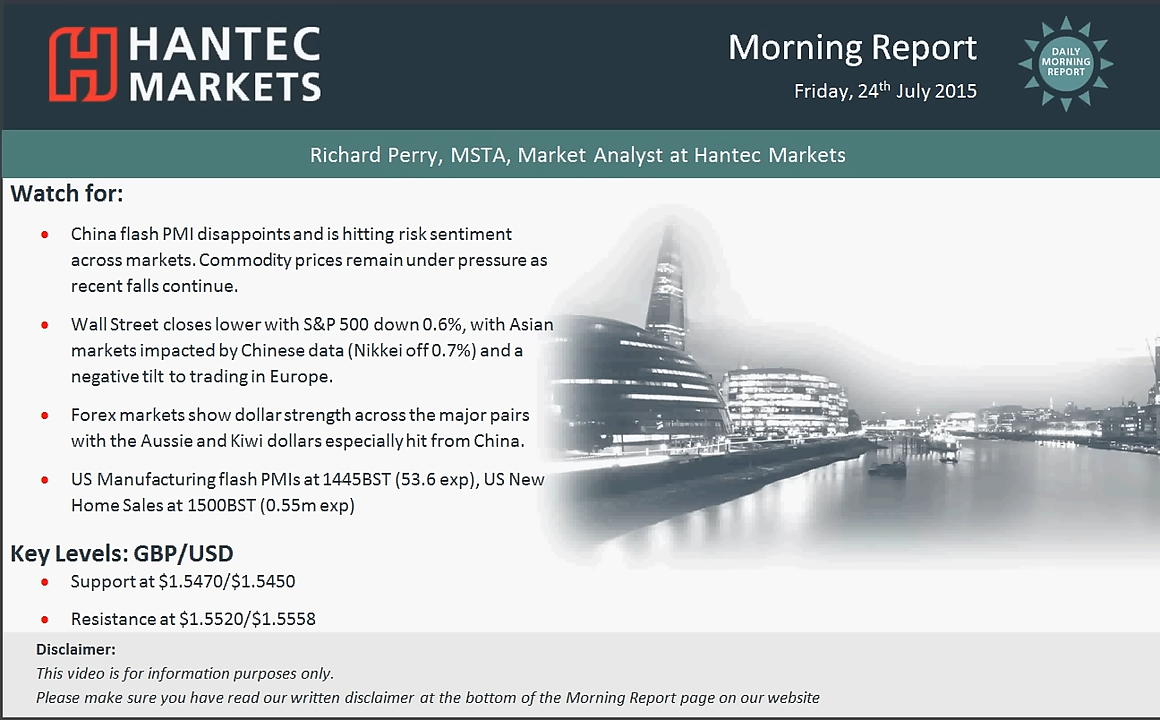 HANTEC
MARKETS
Morning Report
Friday, 24th July 2015
DAILY
MORNING
REPORT
Richard Perry, MSTA, Market Analyst at Hantec Markets
Watch for:
• China flash PMI disappoints and is hitting risk sentiment
across markets. Commodity prices remain under pressure as
recent falls continue.
• Wall Street closes lower with S&P 500 down 0.6%, with Asian
markets impacted by Chinese data (Nikkei off 0.7%) and a
negative tilt to trading in Europe.
• Forex markets show dollar strength across the major pairs
with the Aussie and Kiwi dollars especially hit from China.
• US Manufacturing flash PMIs at 1445BST (53.6 exp), US New
Home Sales at 1500BST (0.55m exp)
Key Levels: GBP/USD
• Support at $1.5470/$1.5450
• Resistance at $1.5520/$1.5558
Disclaimer:
This video is for information purposes only.
Please make sure you have read our written disclaimer at the bottom of the Morning Report page on our website